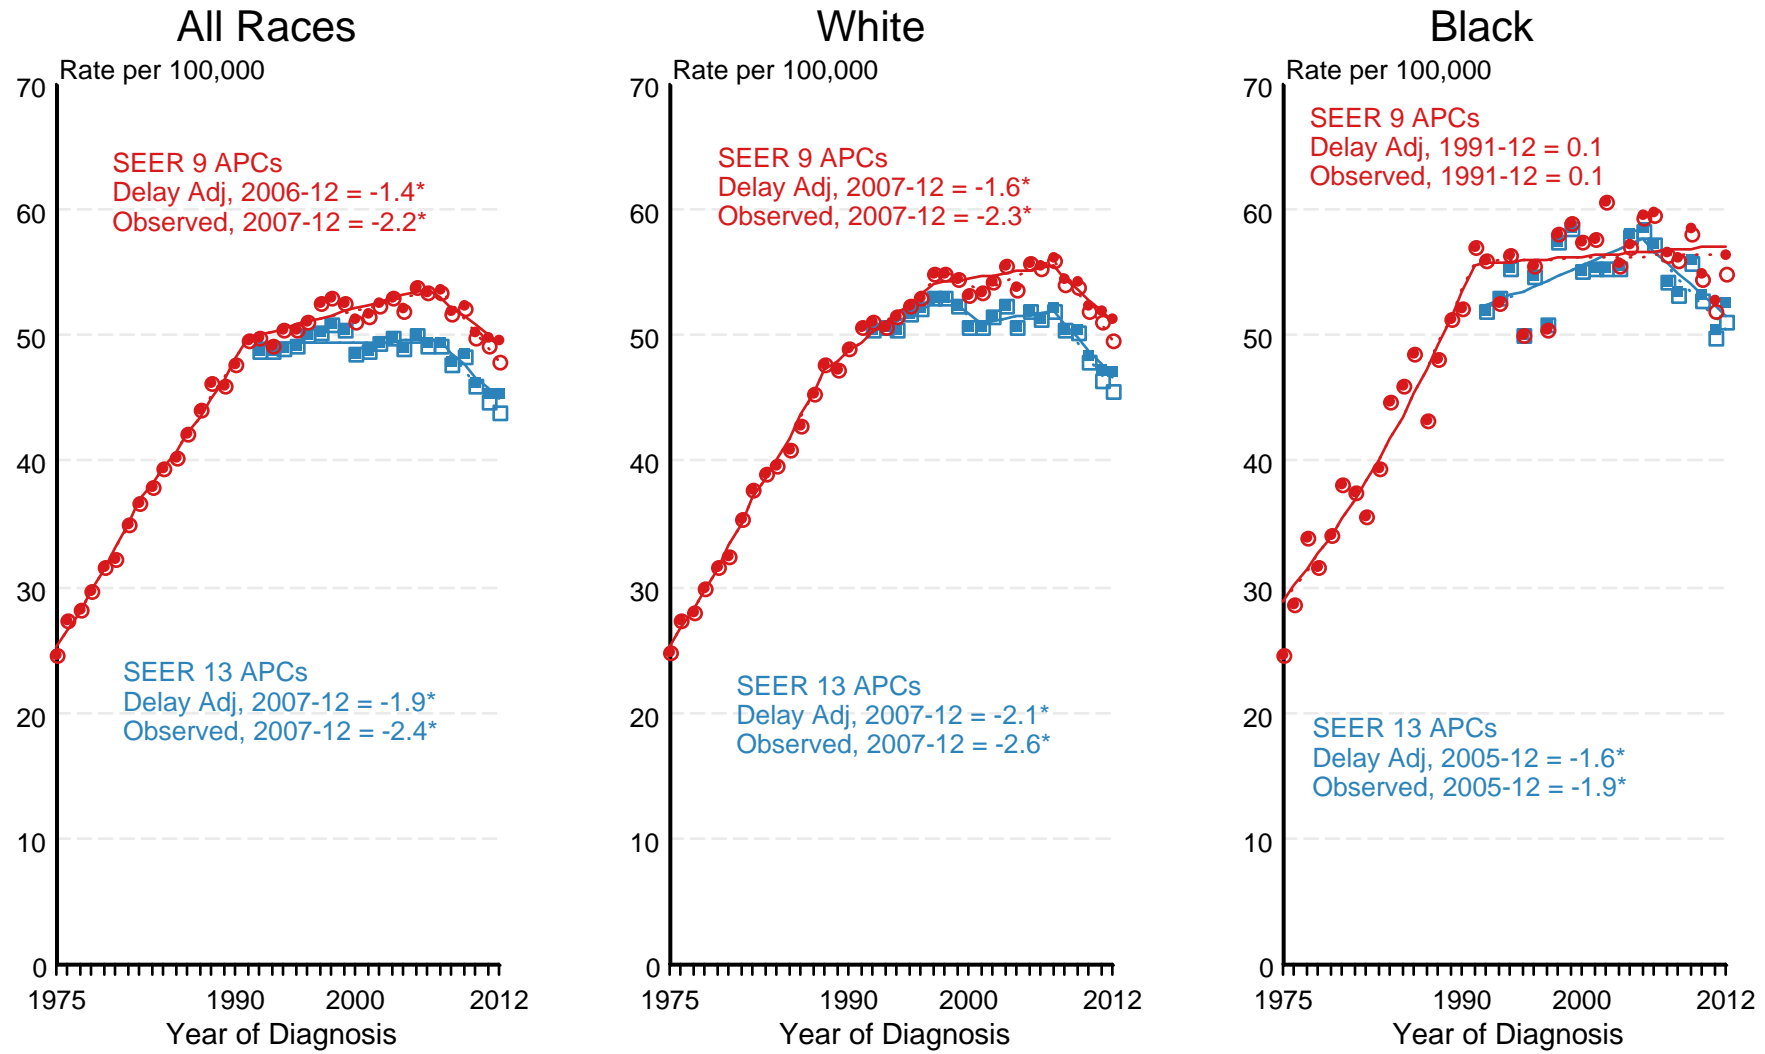 All Races
Rate per 100,000
70
60
50
40
30
20
10
0
SEER 9 APCs
Delay Adj, 2006-12 = -1.4*
Observed, 2007-12 = -2.2*
SEER 13 APCs
Delay Adj, 2007-12 = -1.9*
Observed, 2007-12 = -2.4*
1975 1990 2000 2012
Year of Diagnosis
White
Rate per 100,000
70
60
50
40
30
20
10
0
SEER 9 APCs
Delay Adj, 2007-12 = -1.6*
Observed, 2007-12 = -2.3*
SEER 13 APCs
Delay Adj, 2007-12 = -2.1*
Observed, 2007-12 = -2.6*
1975 1990 2000 2012
Year of Diagnosis
Black
Rate per 100,000
70
60
50
40
30
20
10
0
SEER 9 APCs
Delay Adj, 1991-12 = 0.1
Observed, 1991-12 = 0.1
SEER 13 APCs
Delay Adj, 2005-12 = -1.6*
Observed, 2005-12 = -1.9*
1975 1990 2000 2012
Year of Diagnosis